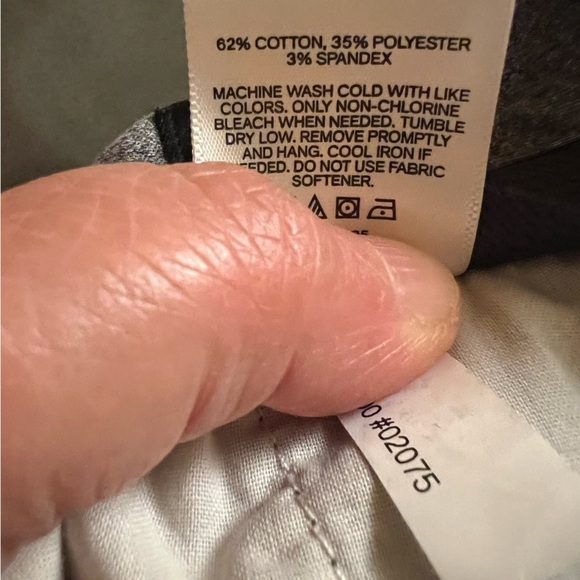 62% COTTON, 35% POLYESTER
3% SPANDEX
MACHINE WASH COLD WITH LIKE
COLORS. ONLY NON-CHLORINE
BLEACH WHEN NEEDED. TUMBLE
DRY LOW. REMOVE PROMPTLY
AND HANG. COOL IRON IF
DO NOT USE FABRIC
SOFTENER.
#02075